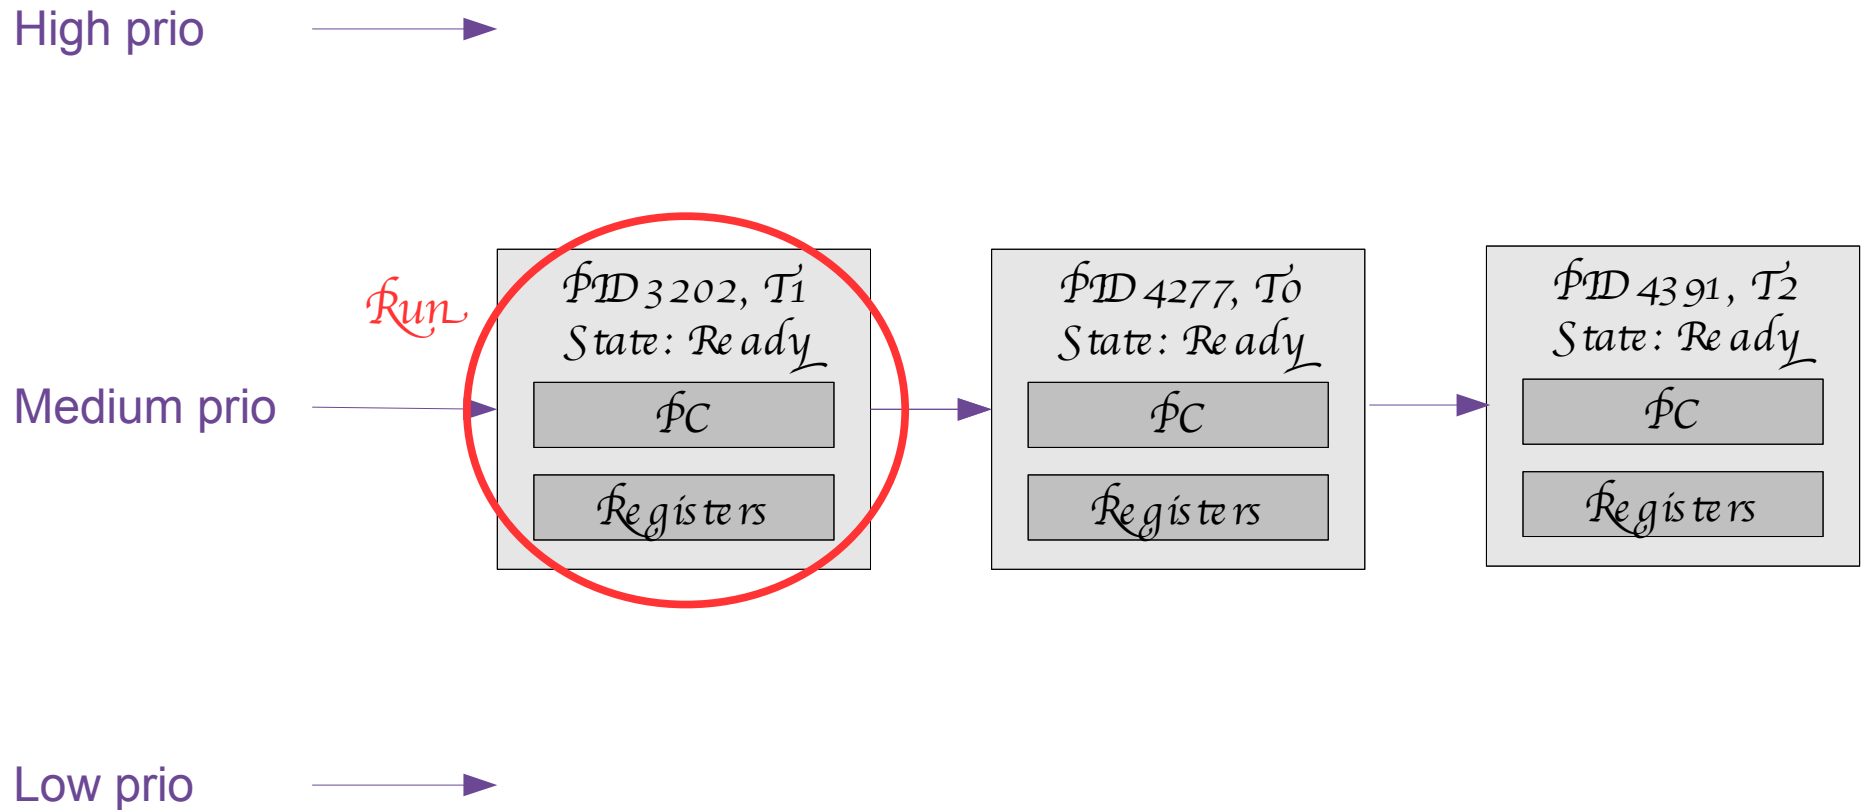 High prio
Run
Medium prio
PID 3202, T1
State: Ready
PC
Registers
PID 4277, T0
State: Ready
PC
Registers
PID 4391, T2
State: Ready
PC
Registers
Low prio